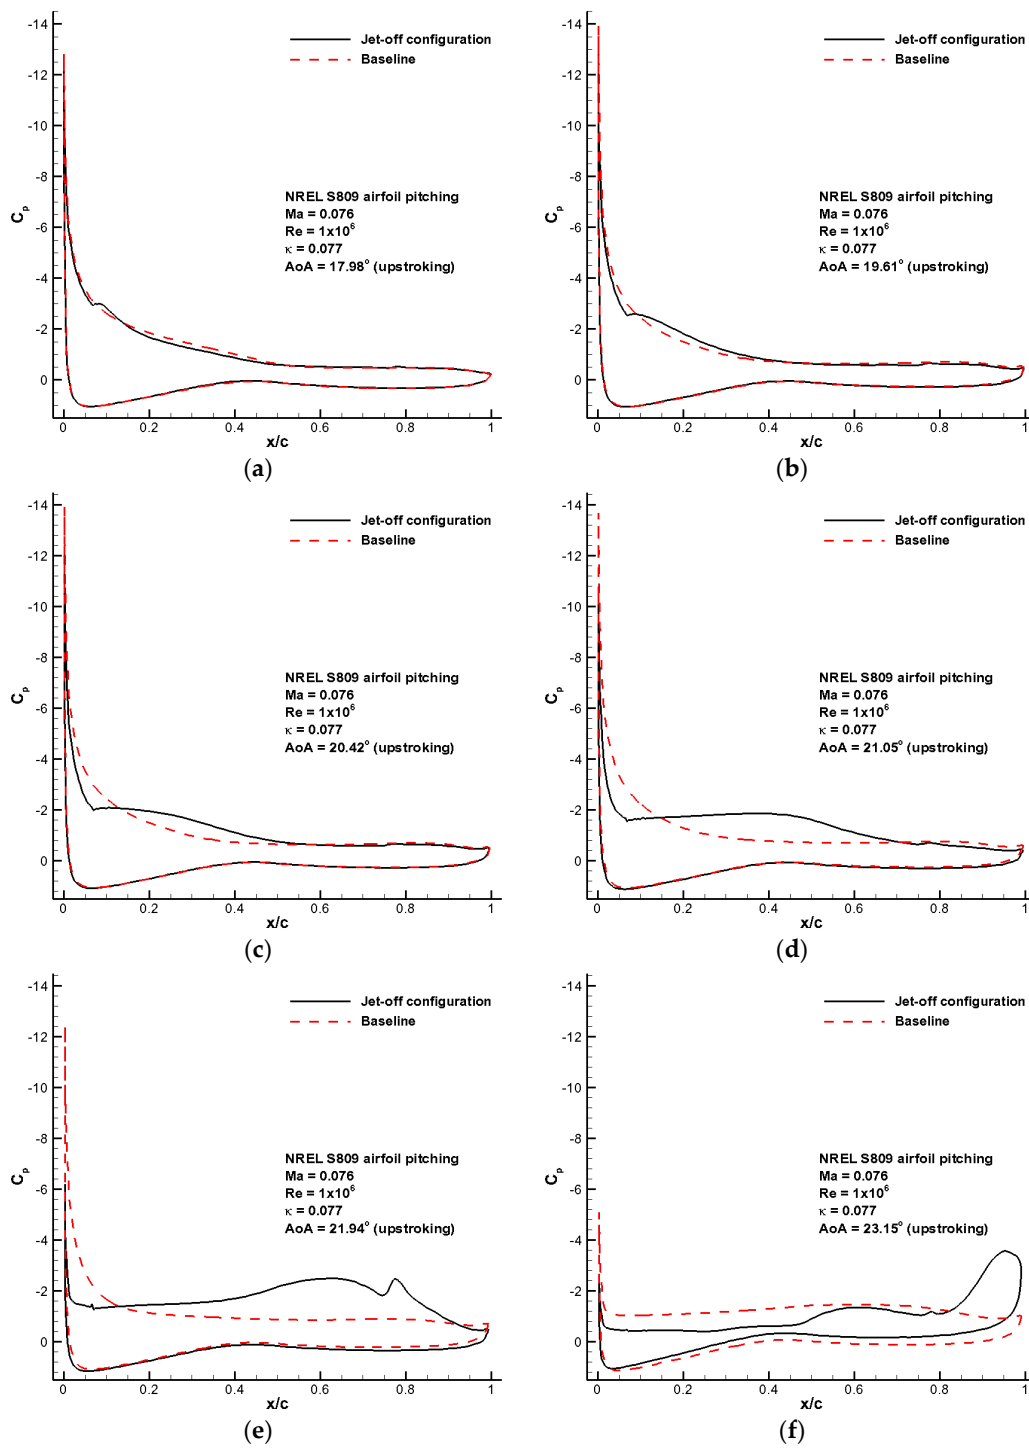 -14
-12
-10
-8
-6
-4
-2
0
Cp
Jet-off configuration
Baseline
NREL S809 airfoil pitching
Ma = 0.076
Re = 1x10⁶
κ = 0.077
AoA = 17.98° (upstroking)
0 0.2 0.4 0.6 0.8 1
x/c
(a)
-14
-12
-10
-8
-6
-4
-2
0
Cp
Jet-off configuration
Baseline
NREL S809 airfoil pitching
Ma = 0.076
Re = 1x10⁶
κ = 0.077
AoA = 19.61° (upstroking)
0 0.2 0.4 0.6 0.8 1
x/c
(b)
-14
-12
-10
-8
-6
-4
-2
0
Cp
Jet-off configuration
Baseline
NREL S809 airfoil pitching
Ma = 0.076
Re = 1x10⁶
κ = 0.077
AoA = 20.42° (upstroking)
0 0.2 0.4 0.6 0.8 1
x/c
(c)
-14
-12
-10
-8
-6
-4
-2
0
Cp
Jet-off configuration
Baseline
NREL S809 airfoil pitching
Ma = 0.076
Re = 1x10⁶
κ = 0.077
AoA = 21.05° (upstroking)
0 0.2 0.4 0.6 0.8 1
x/c
(d)
-14
-12
-10
-8
-6
-4
-2
0
Cp
Jet-off configuration
Baseline
NREL S809 airfoil pitching
Ma = 0.076
Re = 1x10⁶
κ = 0.077
AoA = 21.94° (upstroking)
0 0.2 0.4 0.6 0.8 1
x/c
(e)
-14
-12
-10
-8
-6
-4
-2
0
Cp
Jet-off configuration
Baseline
NREL S809 airfoil pitching
Ma = 0.076
Re = 1x10⁶
κ = 0.077
AoA = 23.15° (upstroking)
0 0.2 0.4 0.6 0.8 1
x/c
(f)